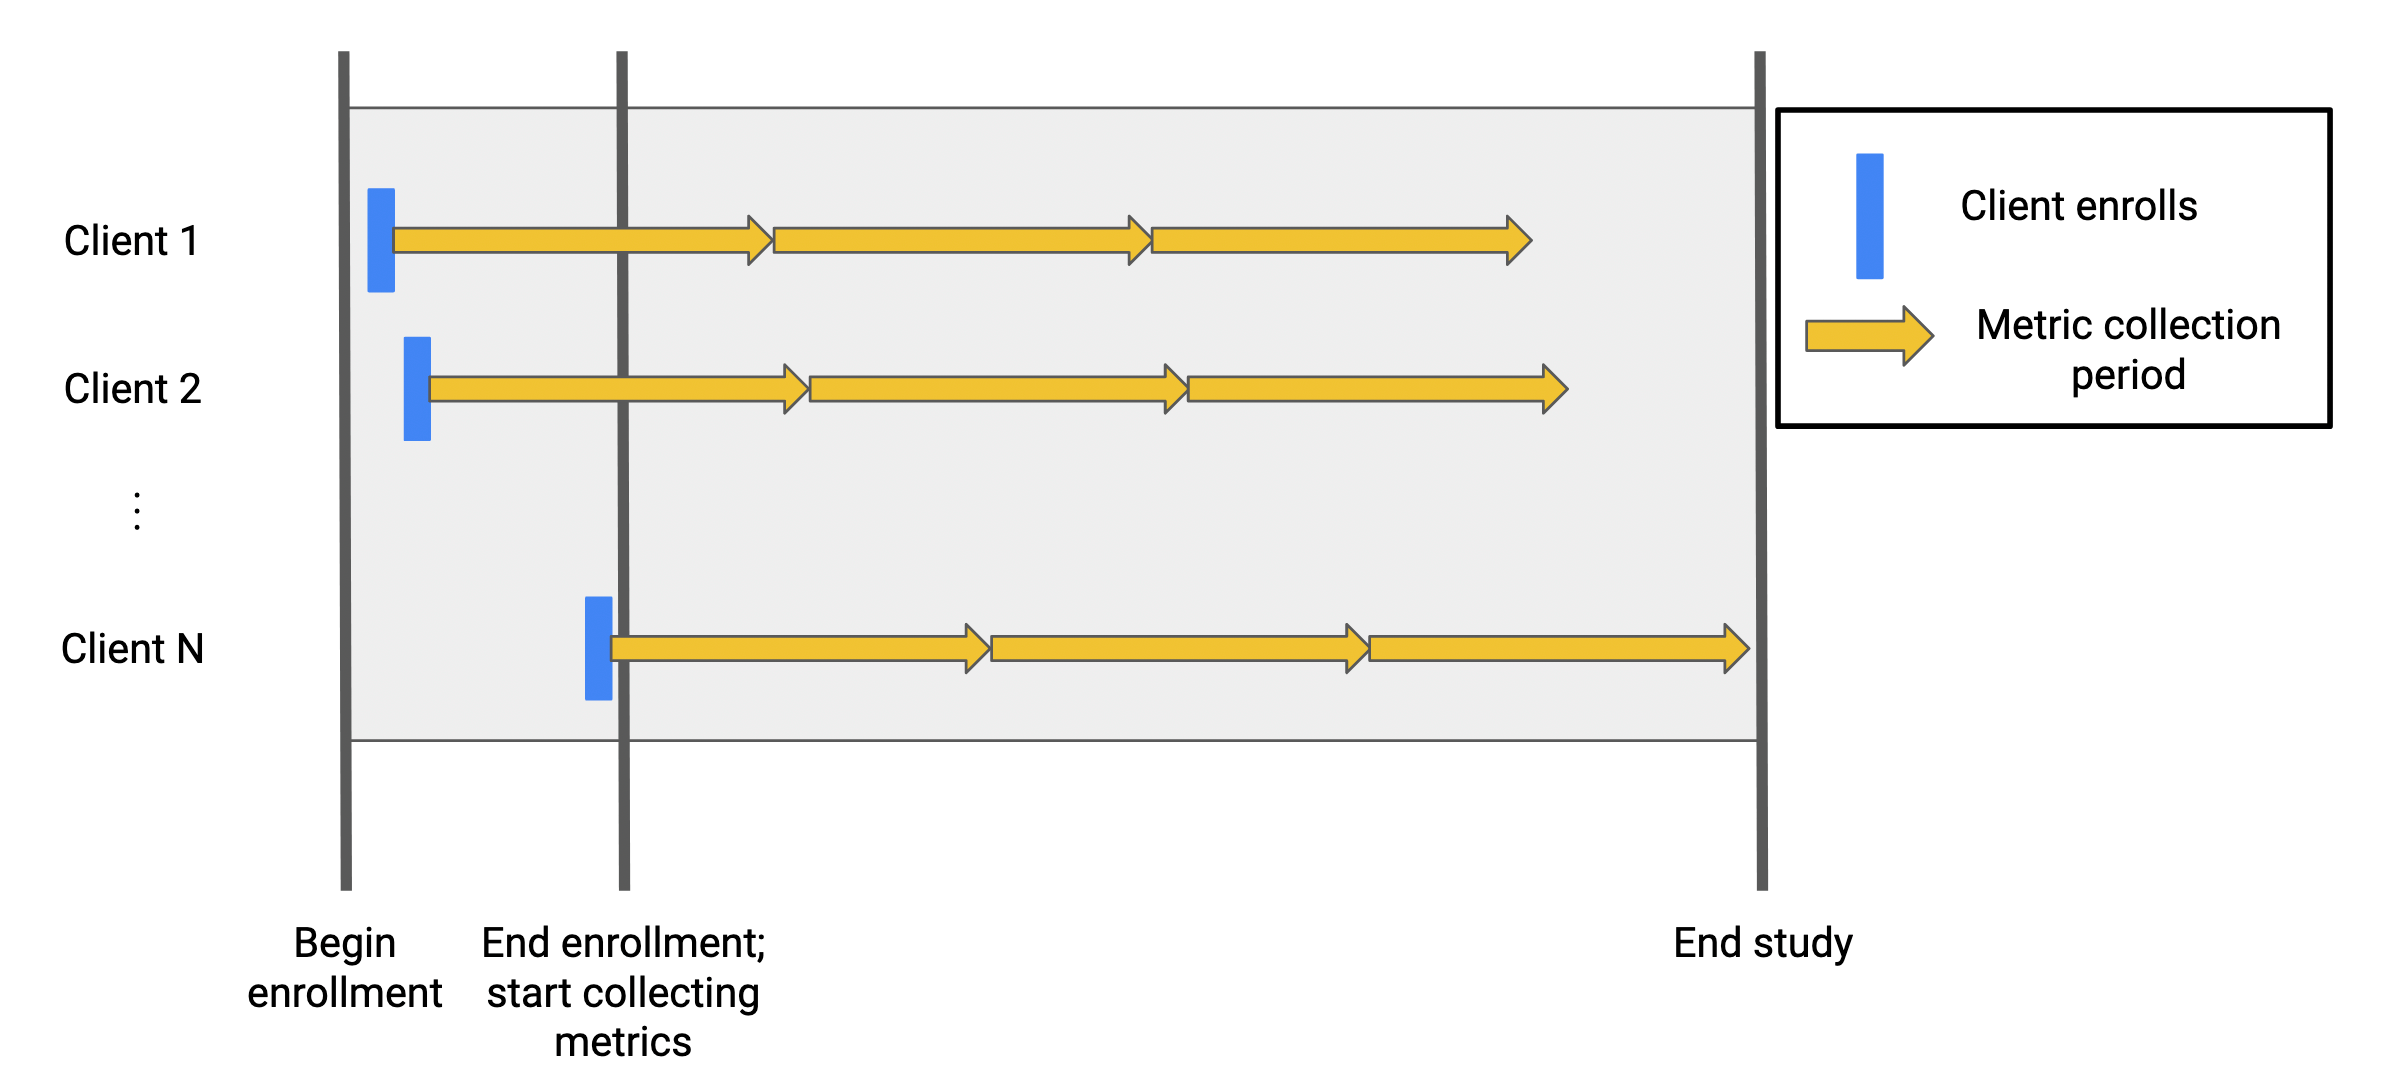 Client 1
Client 2
⋮
Client N
Client enrolls
Metric collection
period
Begin
enrollment
End enrollment;
start collecting
metrics
End study